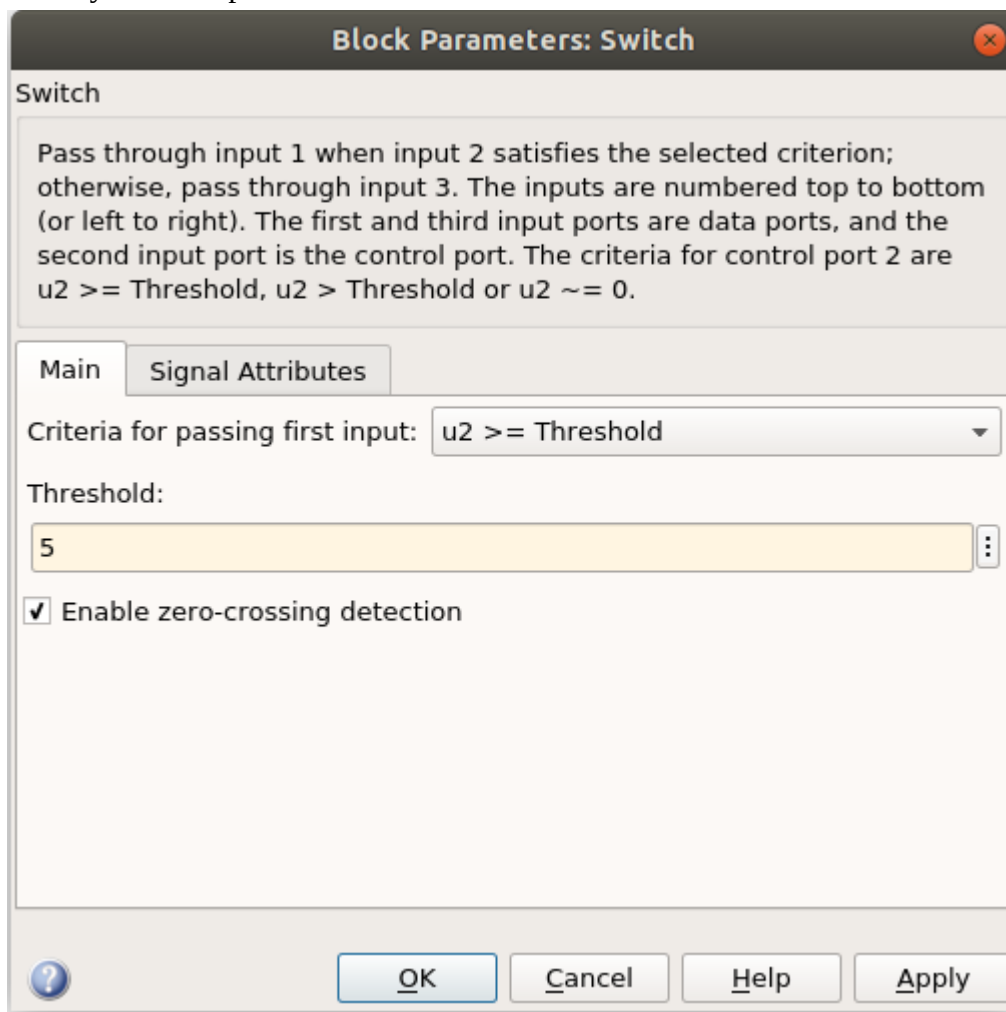 Block Parameters: Switch
Switch
Pass through input 1 when input 2 satisfies the selected criterion;
otherwise, pass through input 3. The inputs are numbered top to bottom
(or left to right). The first and third input ports are data ports, and the
second input port is the control port. The criteria for control port 2 are
u2 >= Threshold, u2 > Threshold or u2 ~= 0.
Main Signal Attributes
Criteria for passing first input: u2 >= Threshold
Threshold:
5
Enable zero-crossing detection
OK Cancel Help Apply